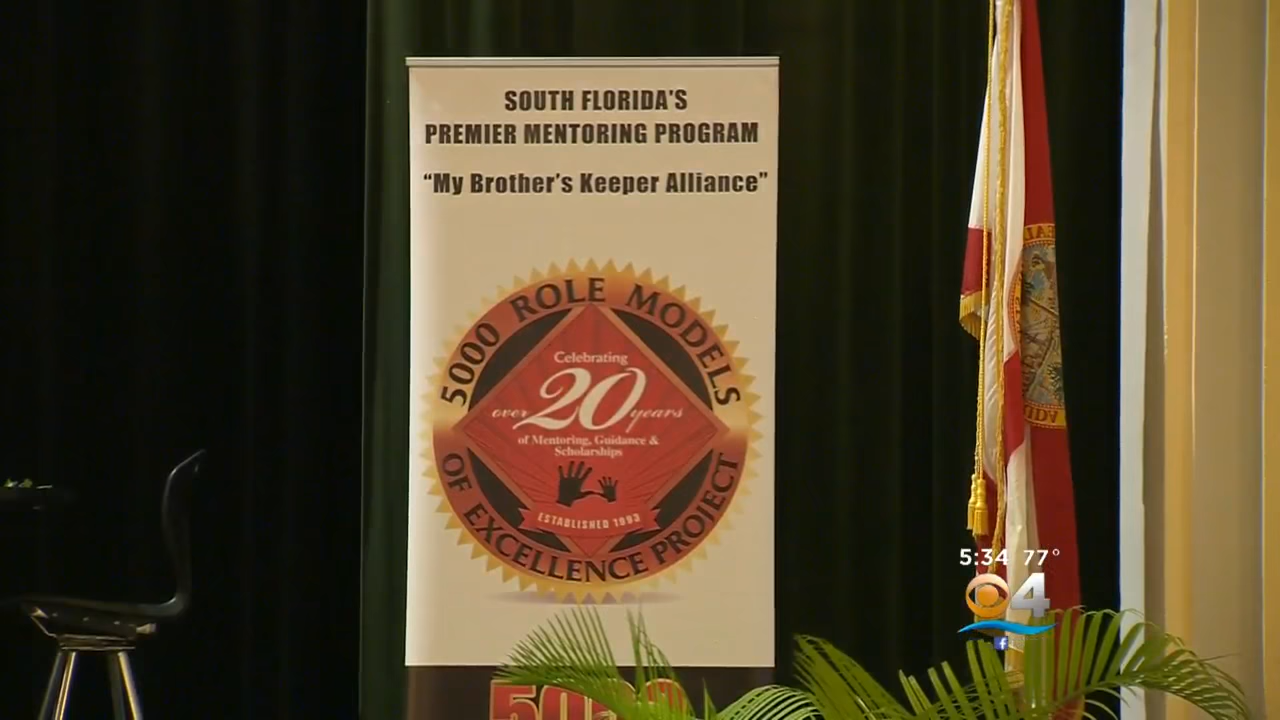 SOUTH FLORIDA'S
PREMIER MENTORING PROGRAM
“My Brother's Keeper Alliance”
5000 ROLE MODELS
Celebrating
over 20 years
of Mentoring, Guidance &
Scholarships
ESTABLISHED 1993
OF EXCELLENCE PROJECT
5:34 77°
4
f